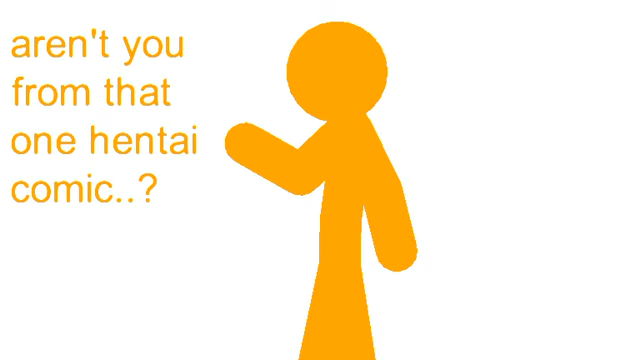 aren't you
from that
one hentai
comic..?